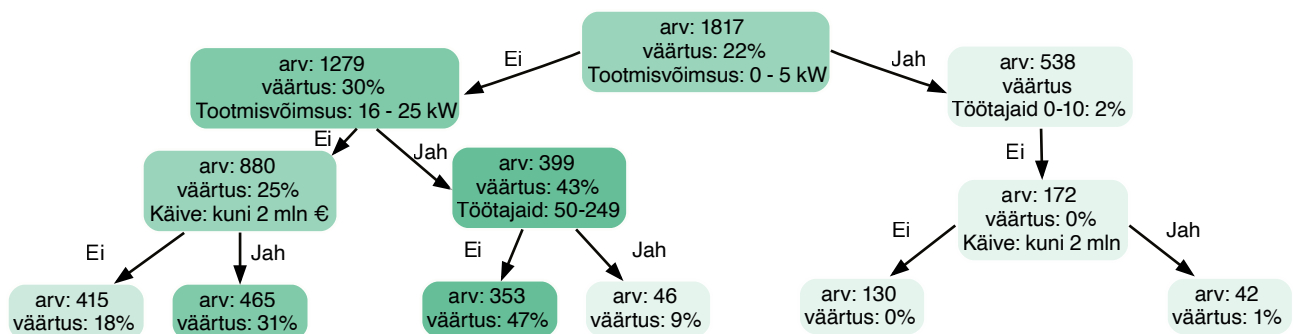 arv: 1817
väärtus: 22%
Tootmisvõimsus: 0 - 5 kW
Ei
Jah
arv: 1279
väärtus: 30%
Tootmisvõimsus: 16 - 25 kW
arv: 538
väärtus
Töötajaid 0-10: 2%
Ei
Jah
Ei
arv: 880
väärtus: 25%
Käive: kuni 2 mln €
arv: 399
väärtus: 43%
Töötajaid: 50-249
arv: 172
väärtus: 0%
Käive: kuni 2 mln
Ei
Jah
Ei
Jah
Ei
Jah
arv: 415
väärtus: 18%
arv: 465
väärtus: 31%
arv: 353
väärtus: 47%
arv: 46
väärtus: 9%
arv: 130
väärtus: 0%
arv: 42
väärtus: 1%